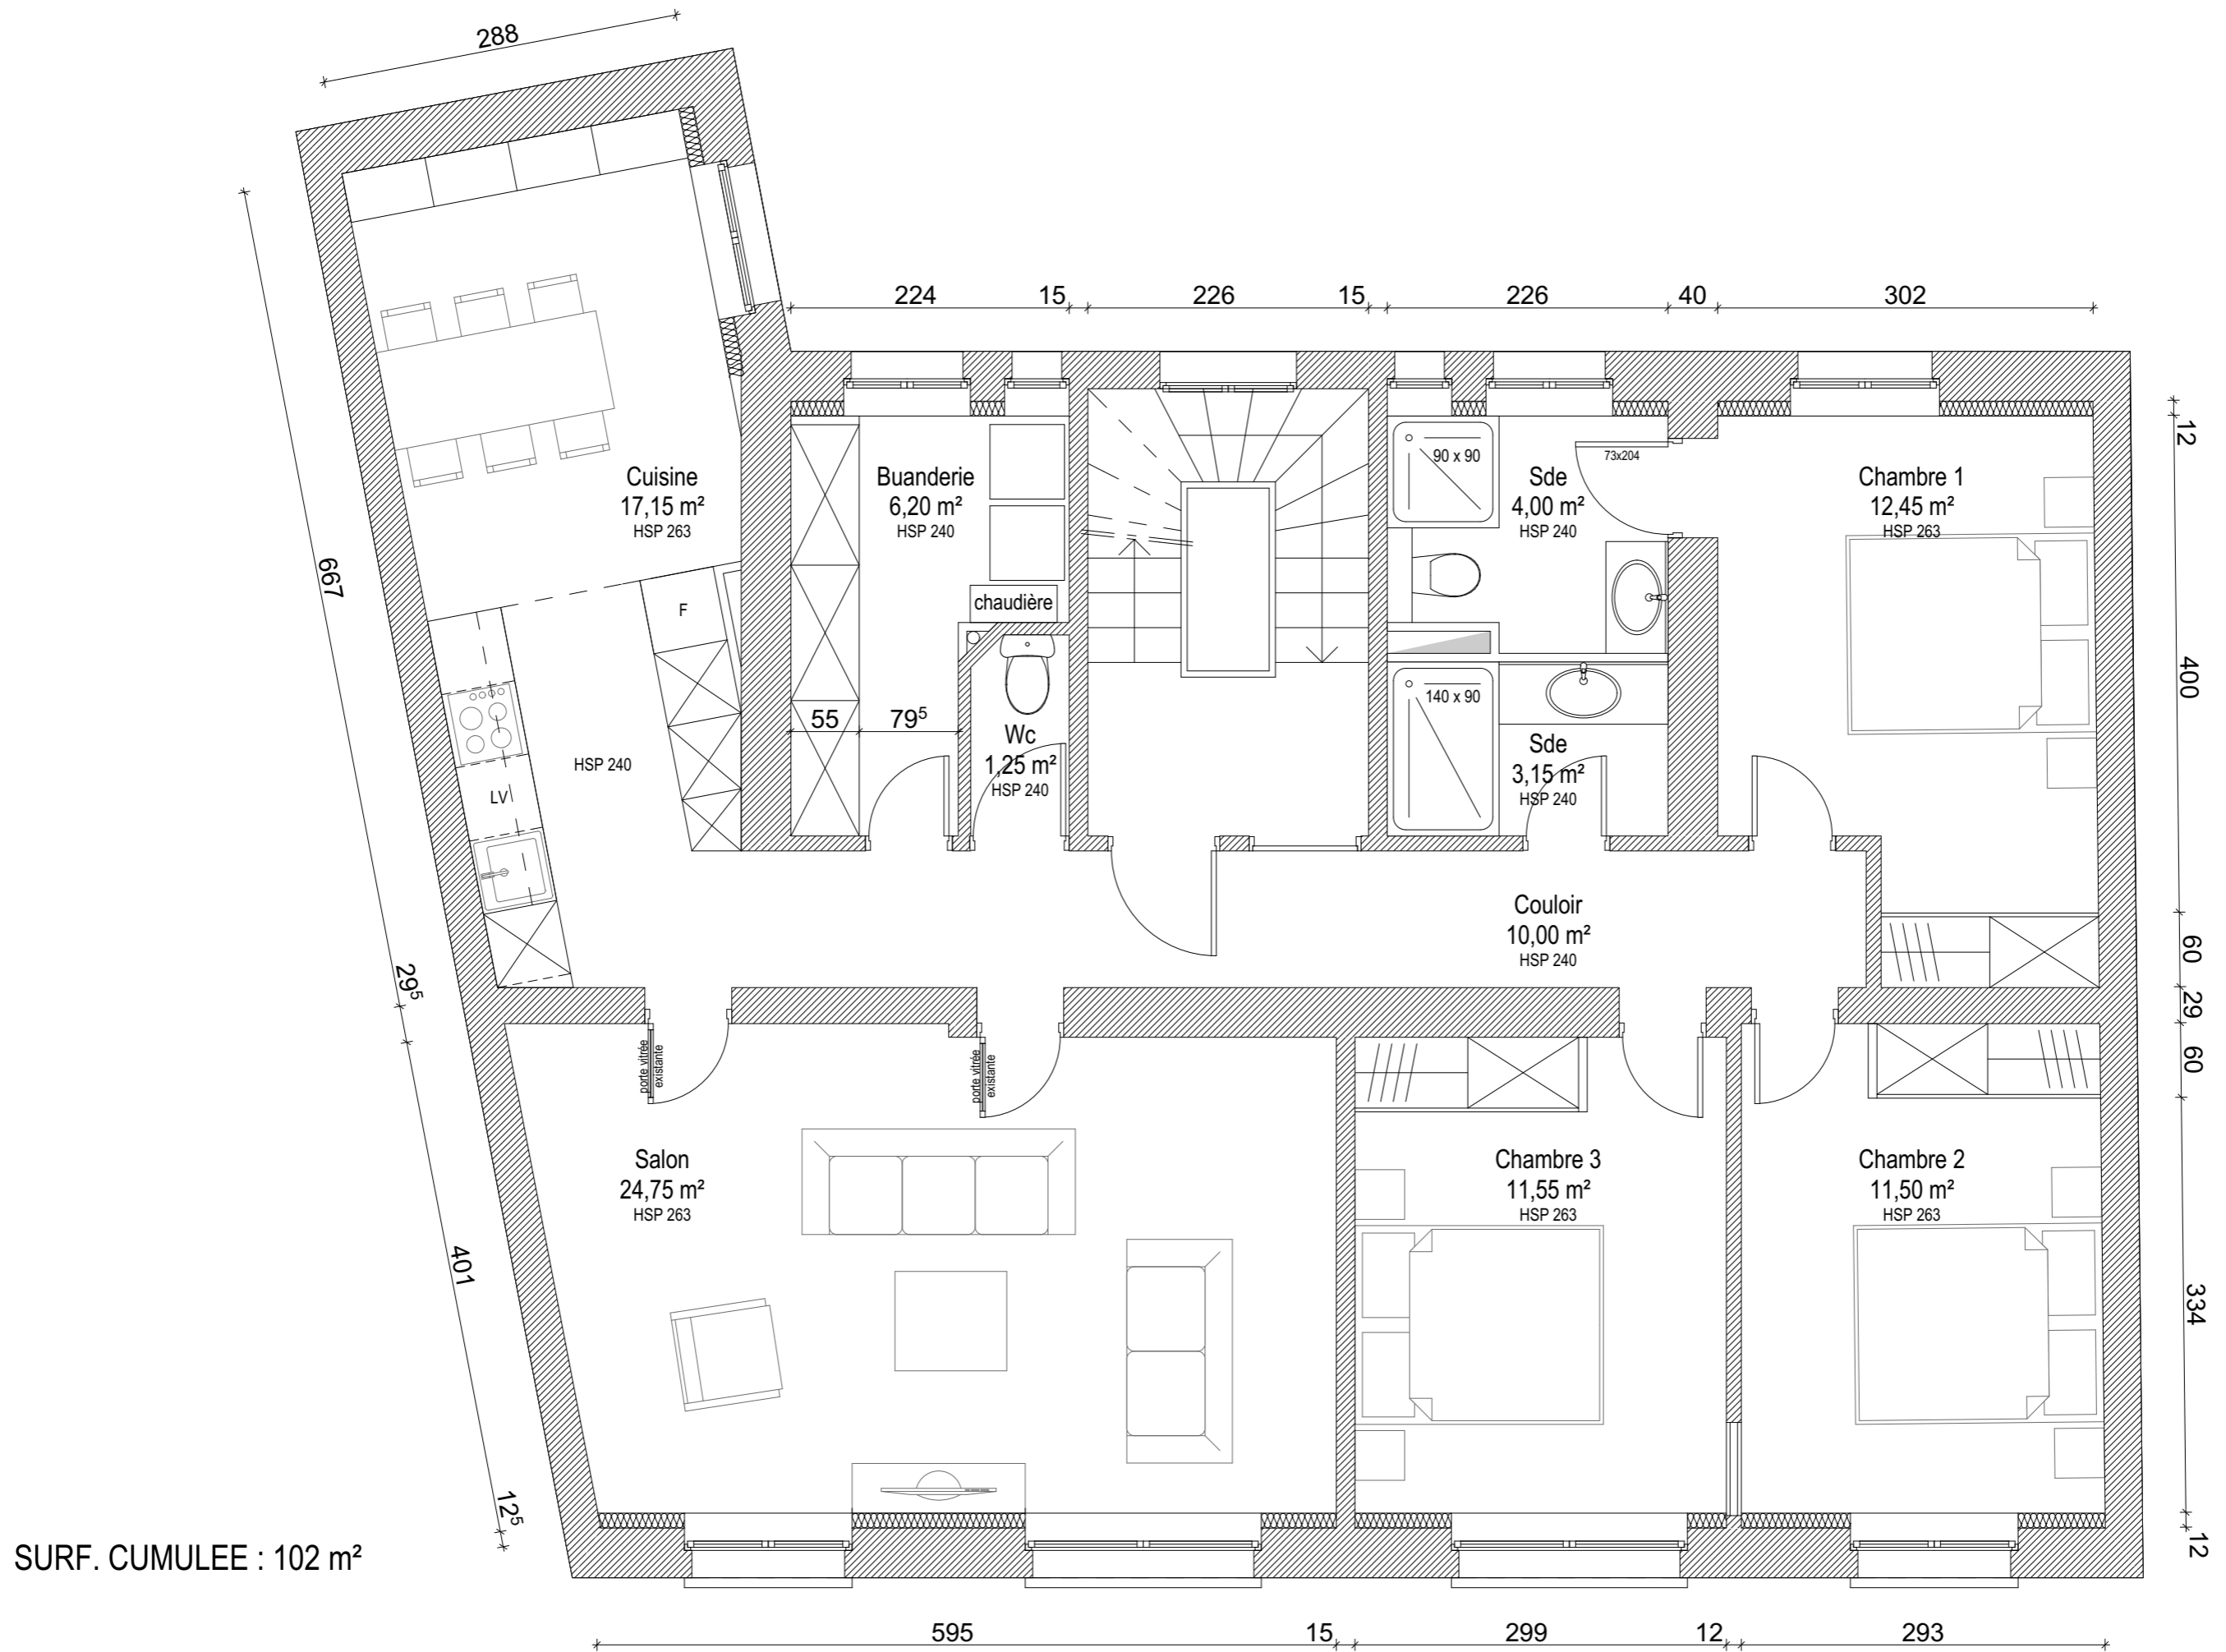 288
224
15
226
15
226
40
302
12
90 x 90
73x204
Cuisine
17,15 m²
HSP 263
Buanderie
6,20 m²
HSP 240
Sde
4,00 m²
HSP 240
Chambre 1
12,45 m²
HSP 263
667
chaudière
F
400
140 x 90
55
79⁵
Wc
1,25 m²
HSP 240
Sde
3,15 m²
HSP 240
HSP 240
LV
Couloir
10,00 m²
HSP 240
60
29⁵
29
60
porte vitrée
existante
porte vitrée
existante
Salon
24,75 m²
HSP 263
Chambre 3
11,55 m²
HSP 263
Chambre 2
11,50 m²
HSP 263
401
334
12⁵
12
SURF. CUMULEE : 102 m²
595
15
299
12
293